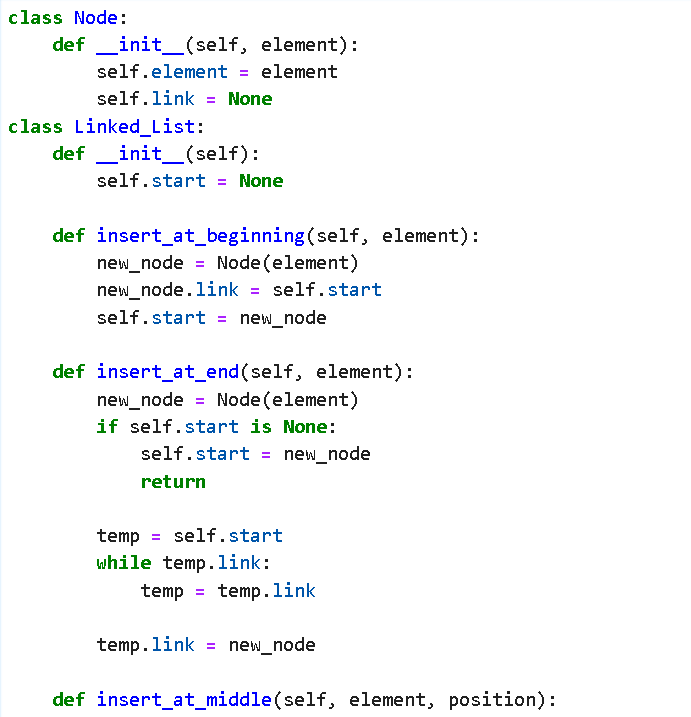 class Node:
    def __init__(self, element):
        self.element = element
        self.link = None
class Linked_List:
    def __init__(self):
        self.start = None

    def insert_at_beginning(self, element):
        new_node = Node(element)
        new_node.link = self.start
        self.start = new_node

    def insert_at_end(self, element):
        new_node = Node(element)
        if self.start is None:
            self.start = new_node
            return

        temp = self.start
        while temp.link:
            temp = temp.link

        temp.link = new_node

    def insert_at_middle(self, element, position):